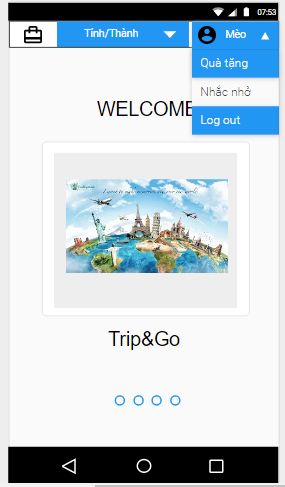 07:53
Tỉnh/Thành
Mèo
Quà tặng
Nhắc nhở
Log out
WELCOME
Trip&Go